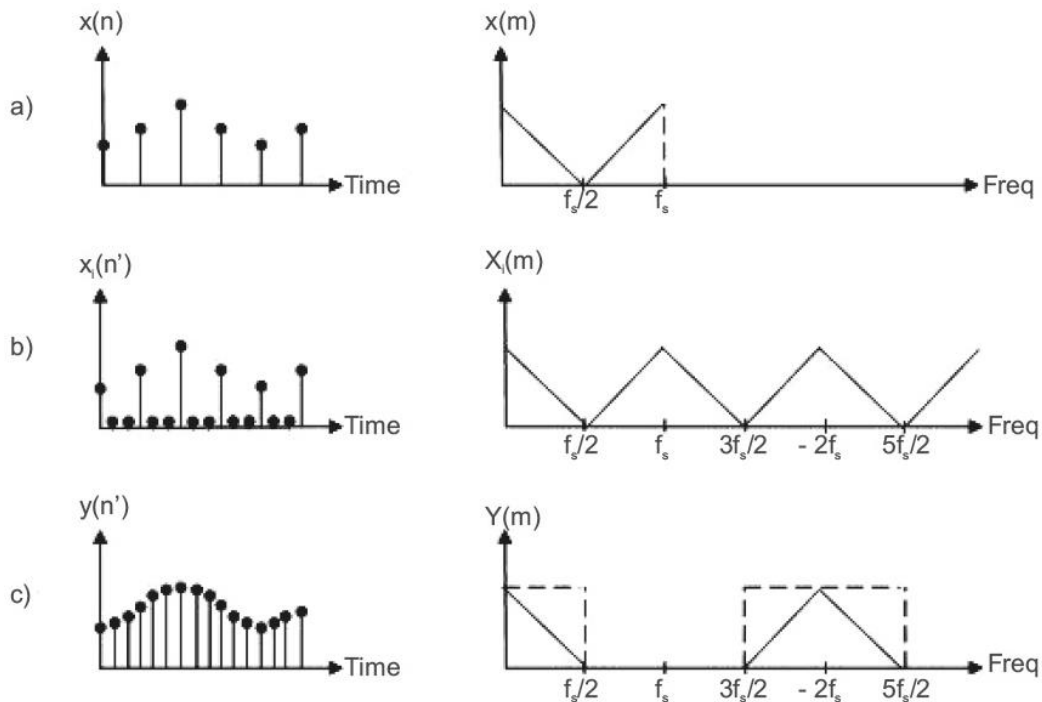 x(n) x(m)
a)
Time Freq
fs/2 fs
xi(n') Xi(m)
b)
Time Freq
fs/2 fs 3fs/2 - 2fs 5fs/2
y(n') Y(m)
c)
Time Freq
fs/2 fs 3fs/2 - 2fs 5fs/2